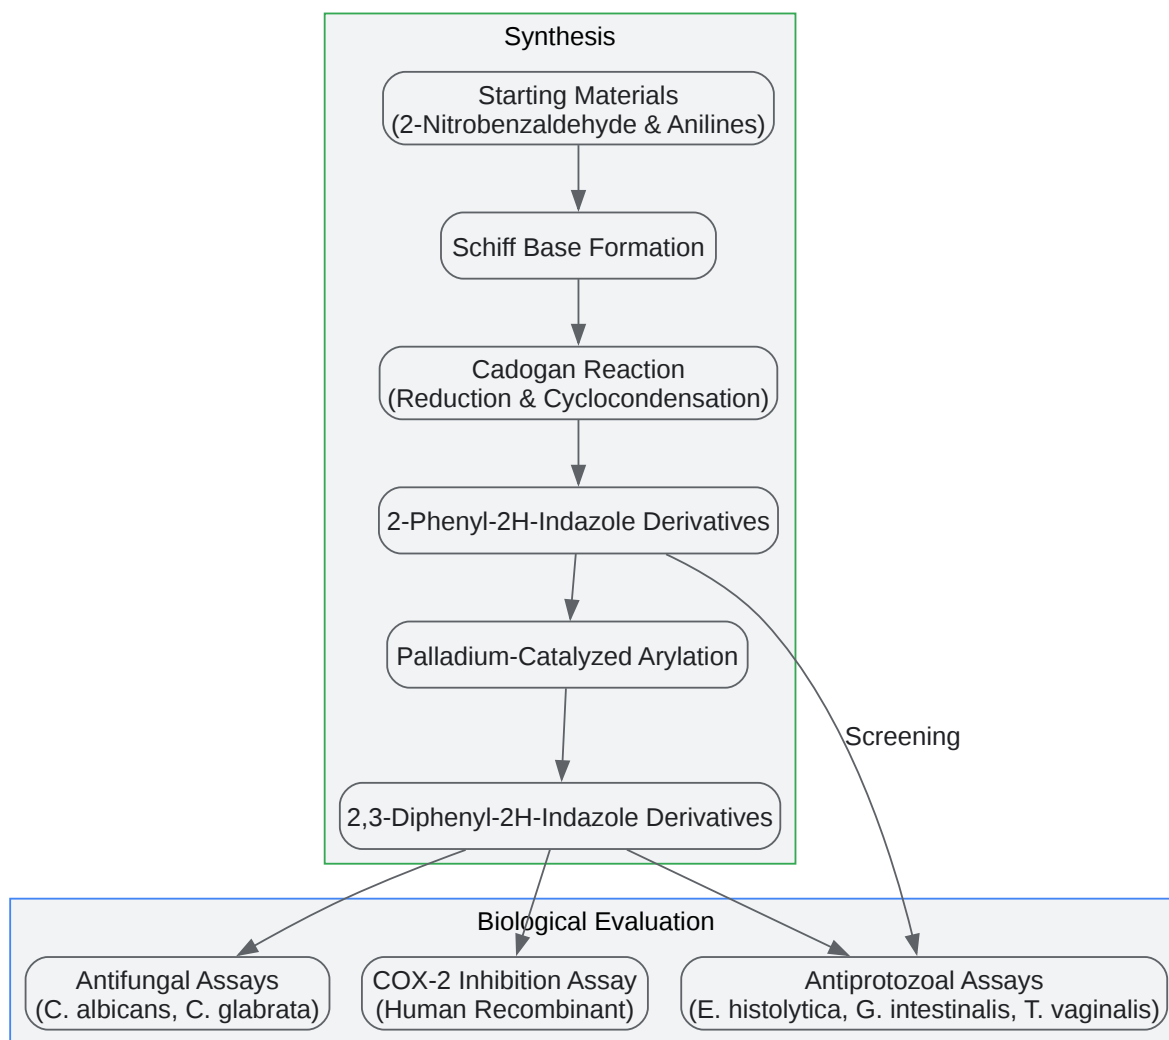 Synthesis
Starting Materials
(2-Nitrobenzaldehyde & Anilines)
Schiff Base Formation
Cadogan Reaction
(Reduction & Cyclocondensation)
2-Phenyl-2H-Indazole Derivatives
Palladium-Catalyzed Arylation
Screening
2,3-Diphenyl-2H-Indazole Derivatives
Biological Evaluation
Antifungal Assays
(C. albicans, C. glabrata)
COX-2 Inhibition Assay
(Human Recombinant)
Antiprotozoal Assays
(E. histolytica, G. intestinalis, T. vaginalis)